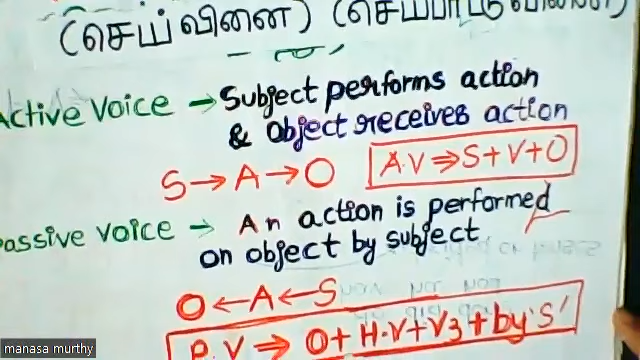 (செய் வினை) (செயப்பாட்டு வினை)
Active Voice → Subject performs action
& Object receives action
S → A → O A.V ⇒ S + V + O
Passive voice → An action is performed
on object by subject
O ← A ← S
P.V ⇒ O + H.V + V3 + by 'S'
manasa murthy